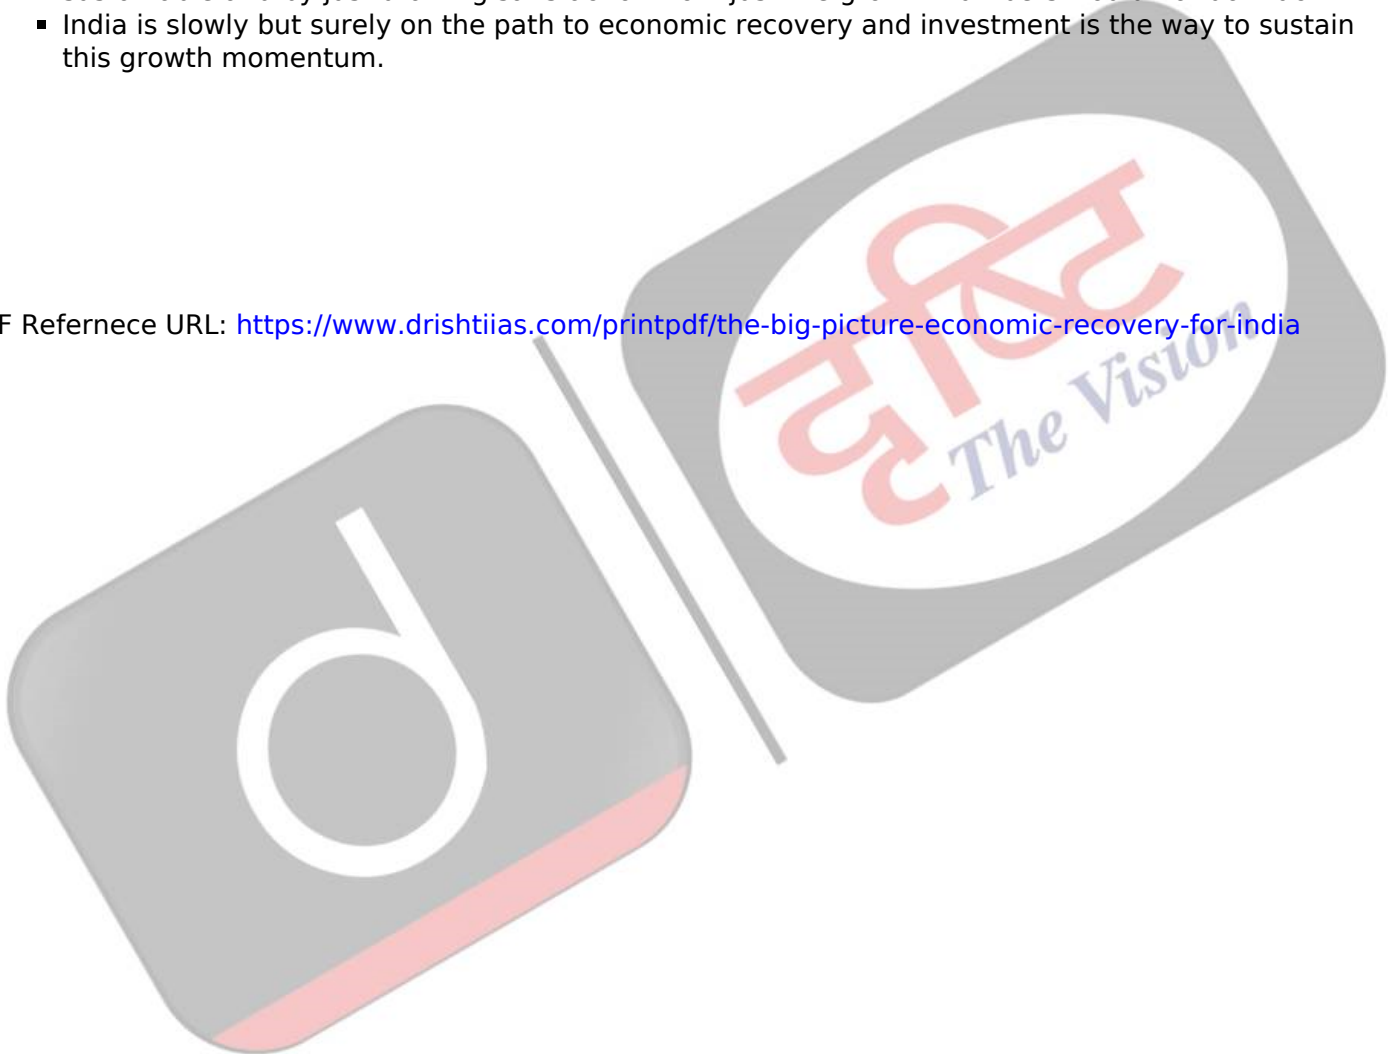 ▪ India is slowly but surely on the path to economic recovery and investment is the way to sustain
this growth momentum.
F Refernece URL: https://www.drishtiias.com/printpdf/the-big-picture-economic-recovery-for-india
दृष्टि
The Vision
d